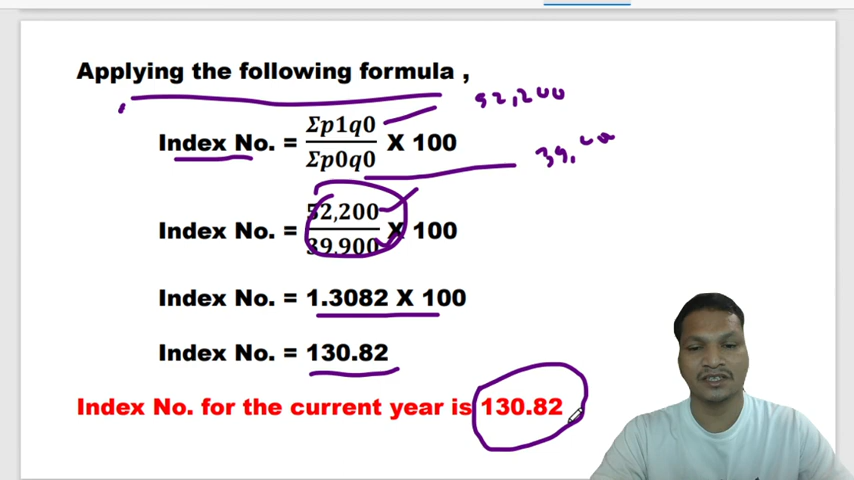 Applying the following formula ,
52,200
Index No. = Σp1q0 / Σp0q0 X 100
Index No. = 52,200 / 39,900 X 100
Index No. = 1.3082 X 100
Index No. = 130.82
Index No. for the current year is 130.82